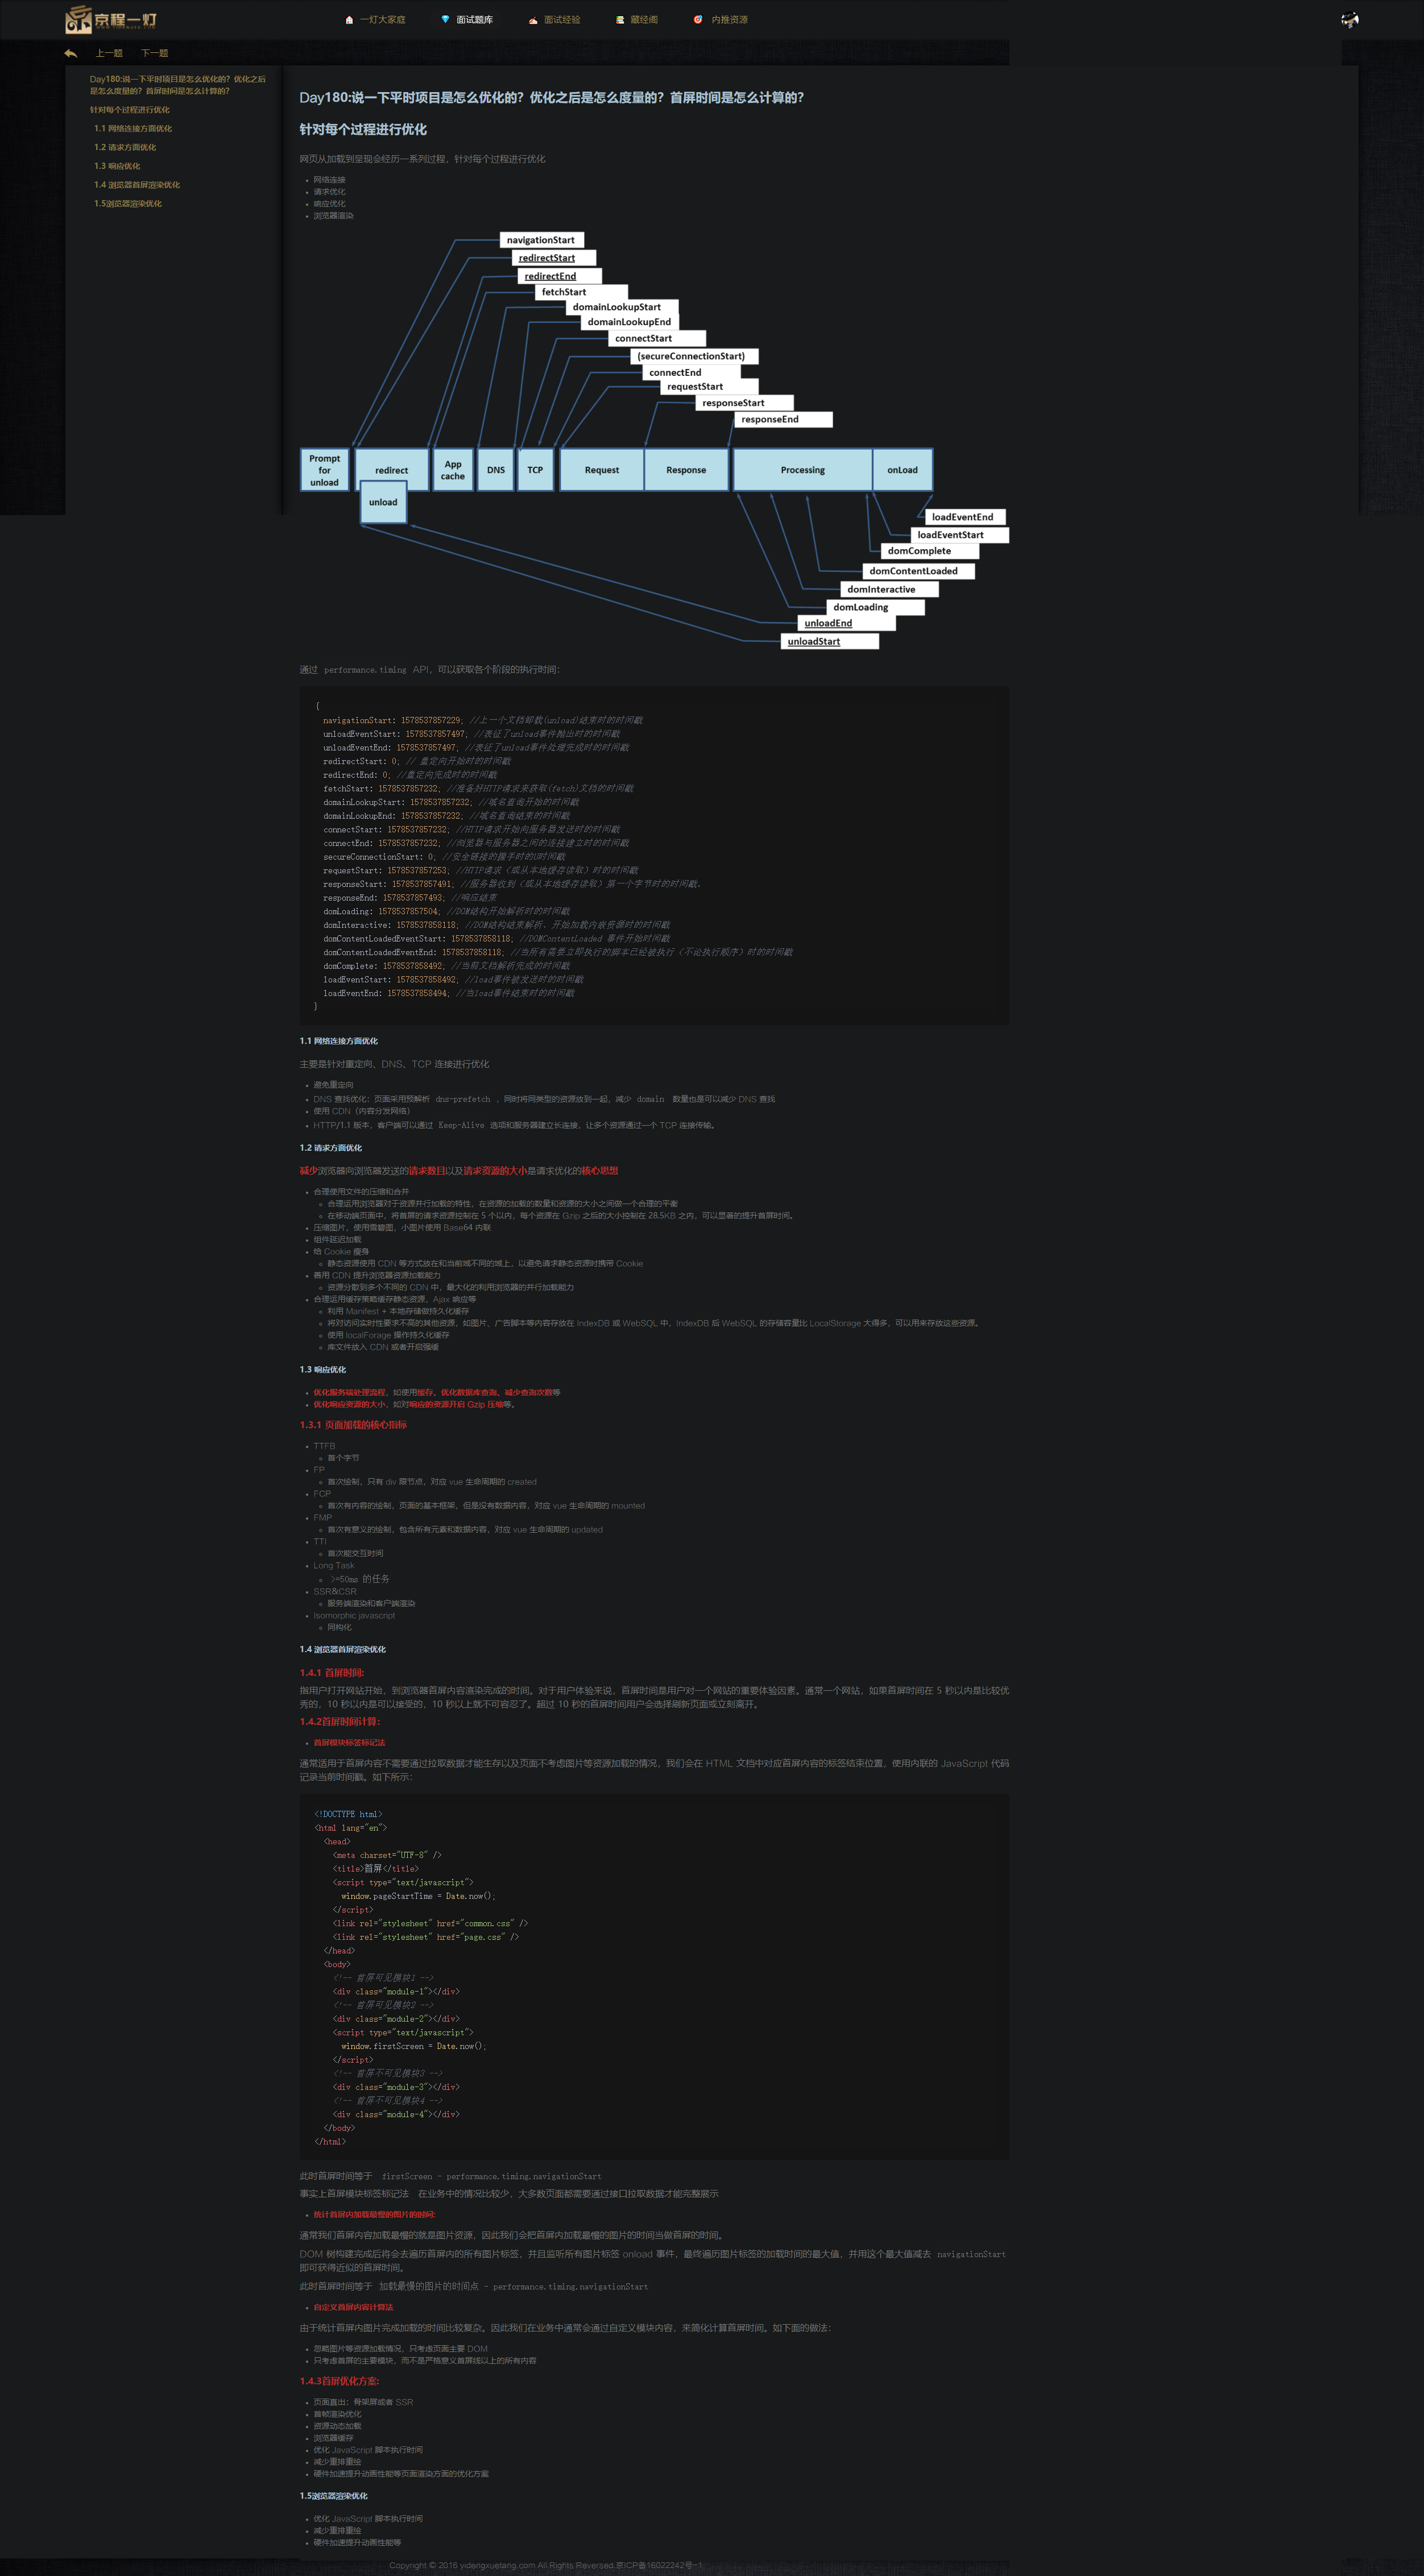 京程一灯
一灯大家庭
面试题库
面试经验
藏经阁
内推资源
上一题 下一题
Day180:说一下平时项目是怎么优化的？优化之后
是怎么度量的？首屏时间是怎么计算的？
针对每个过程进行优化
1.1 网络连接方面优化
1.2 请求方面优化
1.3 响应优化
1.4 浏览器首屏渲染优化
1.5浏览器渲染优化
Day180:说一下平时项目是怎么优化的？优化之后是怎么度量的？首屏时间是怎么计算的？
针对每个过程进行优化
网页从加载到呈现会经历一系列过程，针对每个过程进行优化
网络连接
请求优化
响应优化
浏览器渲染
navigationStart
redirectStart
redirectEnd
fetchStart
domainLookupStart
domainLookupEnd
connectStart
(secureConnectionStart)
connectEnd
requestStart
responseStart
responseEnd
Prompt
for
unload
redirect
unload
App
cache
DNS
TCP
Request
Response
Processing
onLoad
loadEventEnd
loadEventStart
domComplete
domContentLoaded
domInteractive
domLoading
unloadEnd
unloadStart
通过 performance.timing API，可以获取各个阶段的执行时间：
{
navigationStart: 1578537857229; //上一个文档卸载(unload)结束时的时间戳
unloadEventStart: 1578537857497; //表征了unload事件抛出时的时间戳
unloadEventEnd: 1578537857497; //表征了unload事件处理完成时的时间戳
redirectStart: 0; // 重定向开始时的时间戳
redirectEnd: 0; //重定向完成时的时间戳
fetchStart: 1578537857232; //准备好HTTP请求来获取(fetch)文档的时间戳
domainLookupStart: 1578537857232; //域名查询开始的时间戳
domainLookupEnd: 1578537857232; //域名查询结束的时间戳
connectStart: 1578537857232; //HTTP请求开始向服务器发送时的时间戳
connectEnd: 1578537857232; //浏览器与服务器之间的连接建立时的时间戳
secureConnectionStart: 0; //安全链接的握手时的U时间戳
requestStart: 1578537857253; //HTTP请求（或从本地缓存读取）时的时间戳
responseStart: 1578537857491; //服务器收到（或从本地缓存读取）第一个字节时的时间戳。
responseEnd: 1578537857493; //响应结束
domLoading: 1578537857504; //DOM结构开始解析时的时间戳
domInteractive: 1578537858118; //DOM结构结束解析、开始加载内嵌资源时的时间戳
domContentLoadedEventStart: 1578537858118; //DOMContentLoaded 事件开始时间戳
domContentLoadedEventEnd: 1578537858118; //当所有需要立即执行的脚本已经被执行（不论执行顺序）时的时间戳
domComplete: 1578537858492; //当前文档解析完成的时间戳
loadEventStart: 1578537858492; //load事件被发送时的时间戳
loadEventEnd: 1578537858494; //当load事件结束时的时间戳
}
1.1 网络连接方面优化
主要是针对重定向、DNS、TCP 连接进行优化
避免重定向
DNS 查找优化：页面采用预解析 dns-prefetch ，同时将同类型的资源放到一起，减少 domain 数量也是可以减少 DNS 查找
使用 CDN（内容分发网络）
HTTP/1.1 版本，客户端可以通过 Keep-Alive 选项和服务器建立长连接，让多个资源通过一个 TCP 连接传输。
1.2 请求方面优化
减少浏览器向浏览器发送的请求数目以及请求资源的大小是请求优化的核心思想
合理使用文件的压缩和合并
合理运用浏览器对于资源并行加载的特性，在资源的加载的数量和资源的大小之间做一个合理的平衡
在移动端页面中，将首屏的请求资源控制在 5 个以内，每个资源在 Gzip 之后的大小控制在 28.5KB 之内，可以显著的提升首屏时间。
压缩图片，使用雪碧图，小图片使用 Base64 内联
组件延迟加载
给 Cookie 瘦身
静态资源使用 CDN 等方式放在和当前域不同的域上，以避免请求静态资源时携带 Cookie
善用 CDN 提升浏览器资源加载能力
资源分散到多个不同的 CDN 中，最大化的利用浏览器的并行加载能力
合理运用缓存策略缓存静态资源，Ajax 响应等
利用 Manifest + 本地存储做持久化缓存
将对访问实时性要求不高的其他资源，如图片、广告脚本等内容存放在 IndexDB 或 WebSQL 中，IndexDB 后 WebSQL 的存储容量比 LocalStorage 大得多，可以用来存放这些资源。
使用 localForage 操作持久化缓存
库文件放入 CDN 或者开启强缓
1.3 响应优化
优化服务端处理流程，如使用缓存、优化数据库查询、减少查询次数等
优化响应资源的大小，如对响应的资源开启 Gzip 压缩等。
1.3.1 页面加载的核心指标
TTFB
首个字节
FP
首次绘制，只有 div 跟节点，对应 vue 生命周期的 created
FCP
首次有内容的绘制，页面的基本框架，但是没有数据内容，对应 vue 生命周期的 mounted
FMP
首次有意义的绘制，包含所有元素和数据内容，对应 vue 生命周期的 updated
TTI
首次能交互时间
Long Task
>=50ms 的任务
SSR&CSR
服务端渲染和客户端渲染
Isomorphic javascript
同构化
1.4 浏览器首屏渲染优化
1.4.1 首屏时间:
指用户打开网站开始，到浏览器首屏内容渲染完成的时间。对于用户体验来说，首屏时间是用户对一个网站的重要体验因素。通常一个网站，如果首屏时间在 5 秒以内是比较优
秀的，10 秒以内是可以接受的，10 秒以上就不可容忍了。超过 10 秒的首屏时间用户会选择刷新页面或立刻离开。
1.4.2首屏时间计算:
首屏模块标签标记法
通常适用于首屏内容不需要通过拉取数据才能生存以及页面不考虑图片等资源加载的情况，我们会在 HTML 文档中对应首屏内容的标签结束位置，使用内联的 JavaScript 代码
记录当前时间戳。如下所示：
<!DOCTYPE html>
<html lang="en">
<head>
<meta charset="UTF-8" />
<title>首屏</title>
<script type="text/javascript">
window.pageStartTime = Date.now();
</script>
<link rel="stylesheet" href="common.css" />
<link rel="stylesheet" href="page.css" />
</head>
<body>
<!-- 首屏可见模块1 -->
<div class="module-1"></div>
<!-- 首屏可见模块2 -->
<div class="module-2"></div>
<script type="text/javascript">
window.firstScreen = Date.now();
</script>
<!-- 首屏不可见模块3 -->
<div class="module-3"></div>
<!-- 首屏不可见模块4 -->
<div class="module-4"></div>
</body>
</html>
此时首屏时间等于 firstScreen - performance.timing.navigationStart
事实上首屏模块标签标记法 在业务中的情况比较少，大多数页面都需要通过接口拉取数据才能完整展示
统计首屏内加载最慢的图片的时间:
通常我们首屏内容加载最慢的就是图片资源，因此我们会把首屏内加载最慢的图片的时间当做首屏的时间。
DOM 树构建完成后将会去遍历首屏内的所有图片标签，并且监听所有图片标签 onload 事件，最终遍历图片标签的加载时间的最大值，并用这个最大值减去 navigationStart
即可获得近似的首屏时间。
此时首屏时间等于 加载最慢的图片的时间点 - performance.timing.navigationStart
自定义首屏内容计算法
由于统计首屏内图片完成加载的时间比较复杂。因此我们在业务中通常会通过自定义模块内容，来简化计算首屏时间。如下面的做法：
忽略图片等资源加载情况，只考虑页面主要 DOM
只考虑首屏的主要模块，而不是严格意义首屏线以上的所有内容
1.4.3首屏优化方案:
页面直出：骨架屏或者 SSR
首帧渲染优化
资源动态加载
浏览器缓存
优化 JavaScript 脚本执行时间
减少重排重绘
硬件加速提升动画性能等页面渲染方面的优化方案
1.5浏览器渲染优化
优化 JavaScript 脚本执行时间
减少重排重绘
硬件加速提升动画性能等
Copyright © 2016 yidengxuetang.com All Rights Reversed.京ICP备16022242号-1